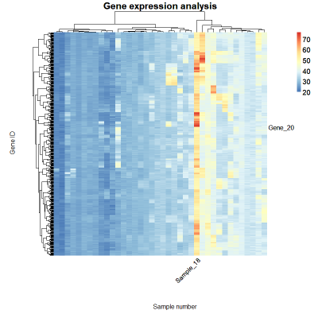 Gene expression analysis
70
60
50
40
30
20
Gene_20
Gene ID
Sample_18
Sample number